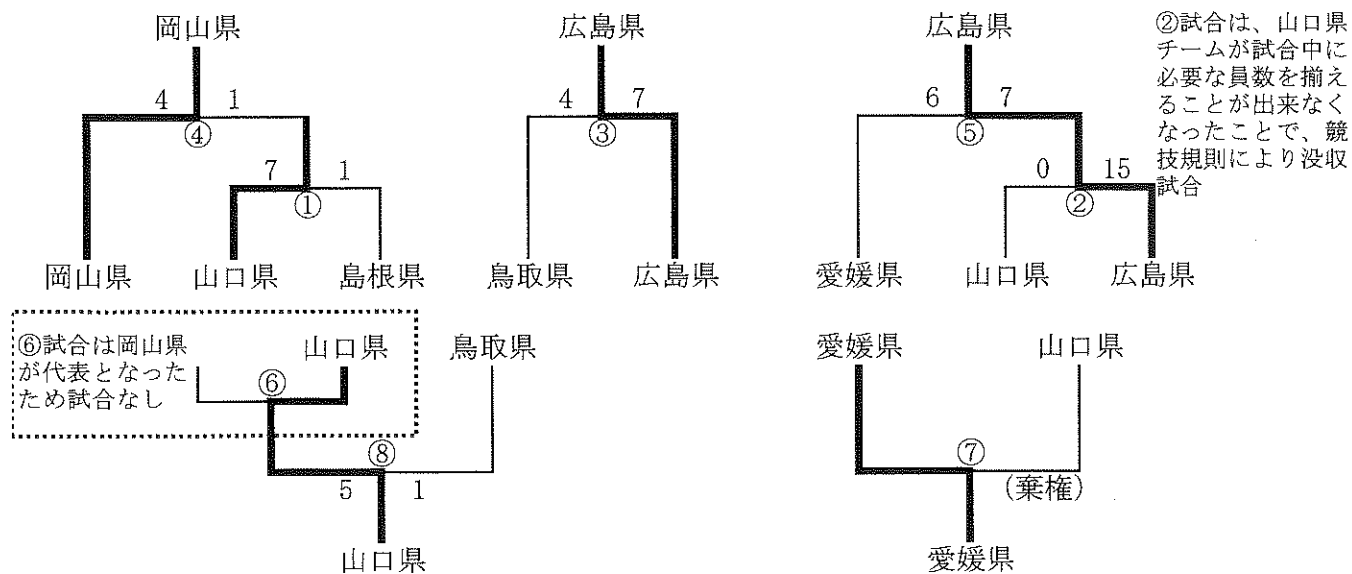 岡山県
広島県
広島県
②試合は、山口県
チームが試合中に
必要な員数を揃え
ることが出来なく
なったことで、競
技規則により没収
試合
4 1
④
4 7
③
6 7
⑤
7 1
①
0 15
②
岡山県 山口県 島根県
鳥取県 広島県
愛媛県 山口県 広島県
⑥試合は岡山県
が代表となった
ため試合なし
山口県
⑥
鳥取県
⑧
5 1
山口県
愛媛県 山口県
⑦
(棄権)
愛媛県